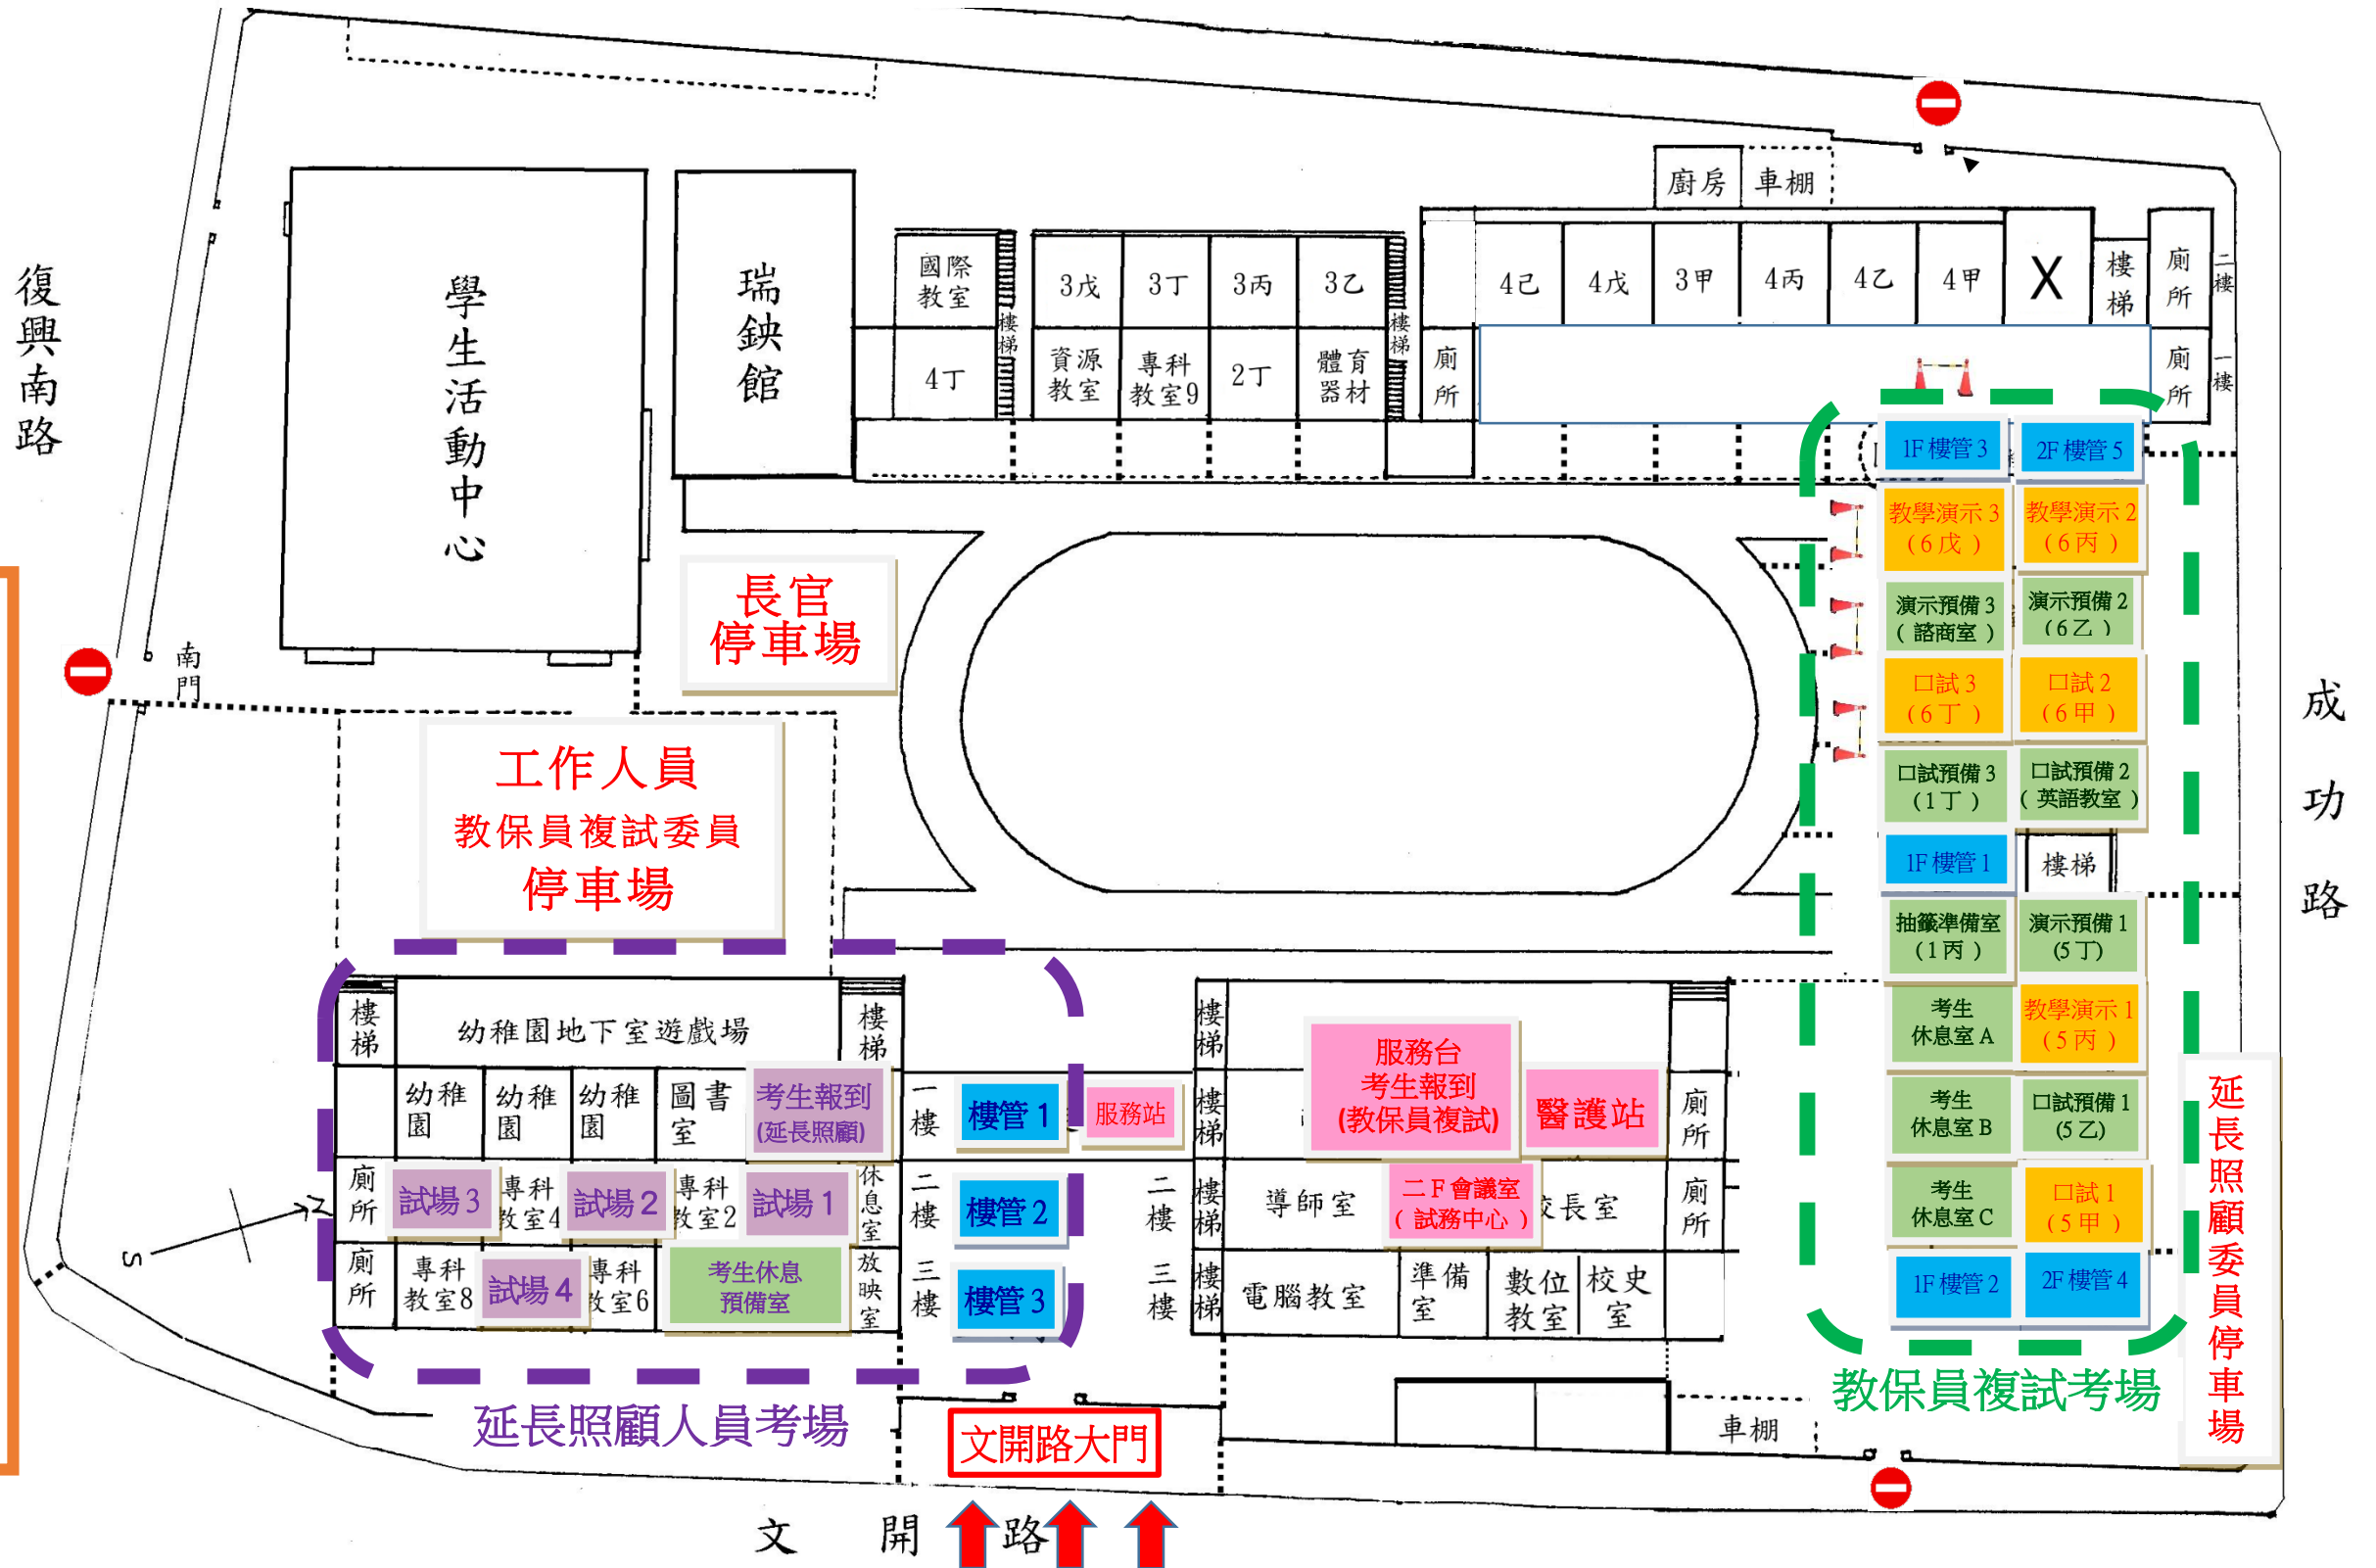 復興南路
學生活動中心
瑞鉠館
國際
教室
4丁
樓梯
3戊
3丁
3丙
3乙
資源
教室
專科
教室9
2丁
體育
器材
樓梯
廁所
廚房
車棚
4己
4戊
3甲
4丙
4乙
4甲
X
樓梯
廁所
二樓
廁所
一樓
南門
長官
停車場
工作人員
教保員複試委員
停車場
1F樓管3
2F樓管5
教學演示3
(6戊)
教學演示2
(6丙)
演示預備3
(諮商室)
演示預備2
(6乙)
口試3
(6丁)
口試2
(6甲)
口試預備3
(1丁)
口試預備2
(英語教室)
1F樓管1
樓梯
抽籤準備室
(1丙)
演示預備1
(5丁)
考生
休息室A
教學演示1
(5丙)
考生
休息室B
口試預備1
(5乙)
考生
休息室C
口試1
(5甲)
1F樓管2
2F樓管4
教保員複試考場
成功路
延長照顧委員停車場
樓梯
幼稚園地下室遊戲場
樓梯
幼稚
園
幼稚
園
幼稚
園
圖書
室
考生報到
(延長照顧)
一樓
樓管1
服務站
廁所
試場3
專科
教室4
試場2
專科
教室2
試場1
休息室
二樓
樓管2
二樓
廁所
專科
教室8
試場4
專科
教室6
考生休息
預備室
放映室
三樓
樓管3
三樓
S
延長照顧人員考場
樓梯
樓梯
服務台
考生報到
(教保員複試)
醫護站
廁所
樓梯
導師室
二F會議室
(試務中心)
校長室
廁所
樓梯
電腦教室
準備
室
數位
教室
校史
室
車棚
文開路大門
文開路